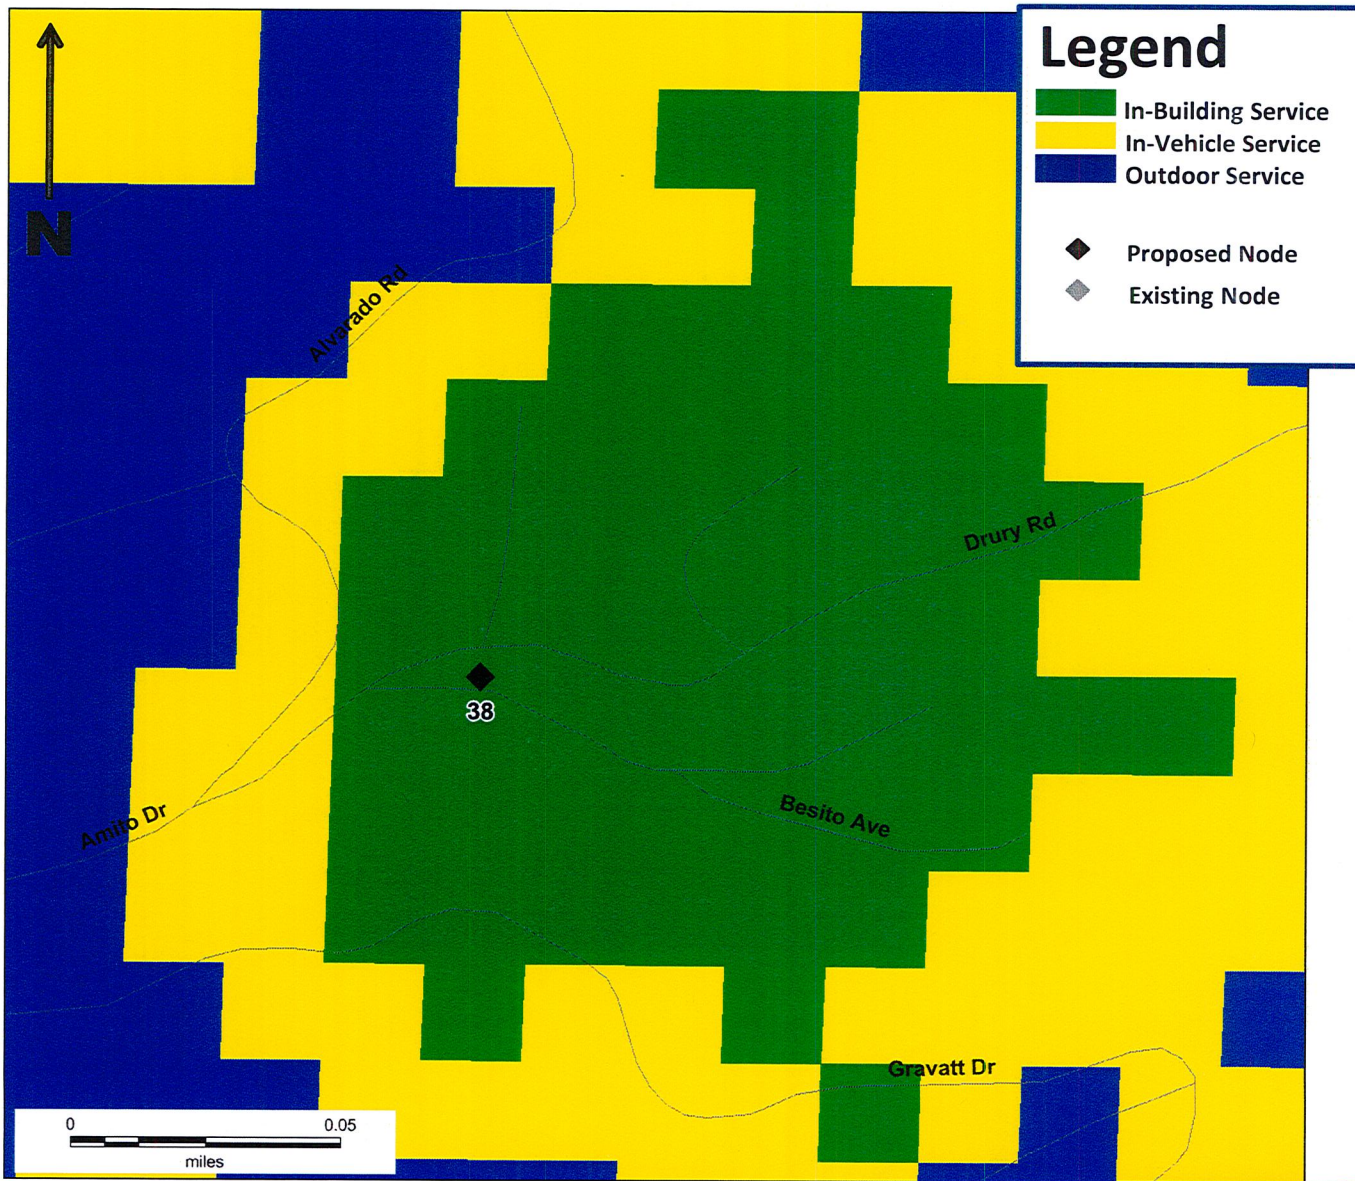 Legend
In-Building Service
In-Vehicle Service
Outdoor Service
Proposed Node
Existing Node
N
Alvarado Rd
Drury Rd
38
Besito Ave
Amito Dr
Gravatt Dr
0 0.05
miles